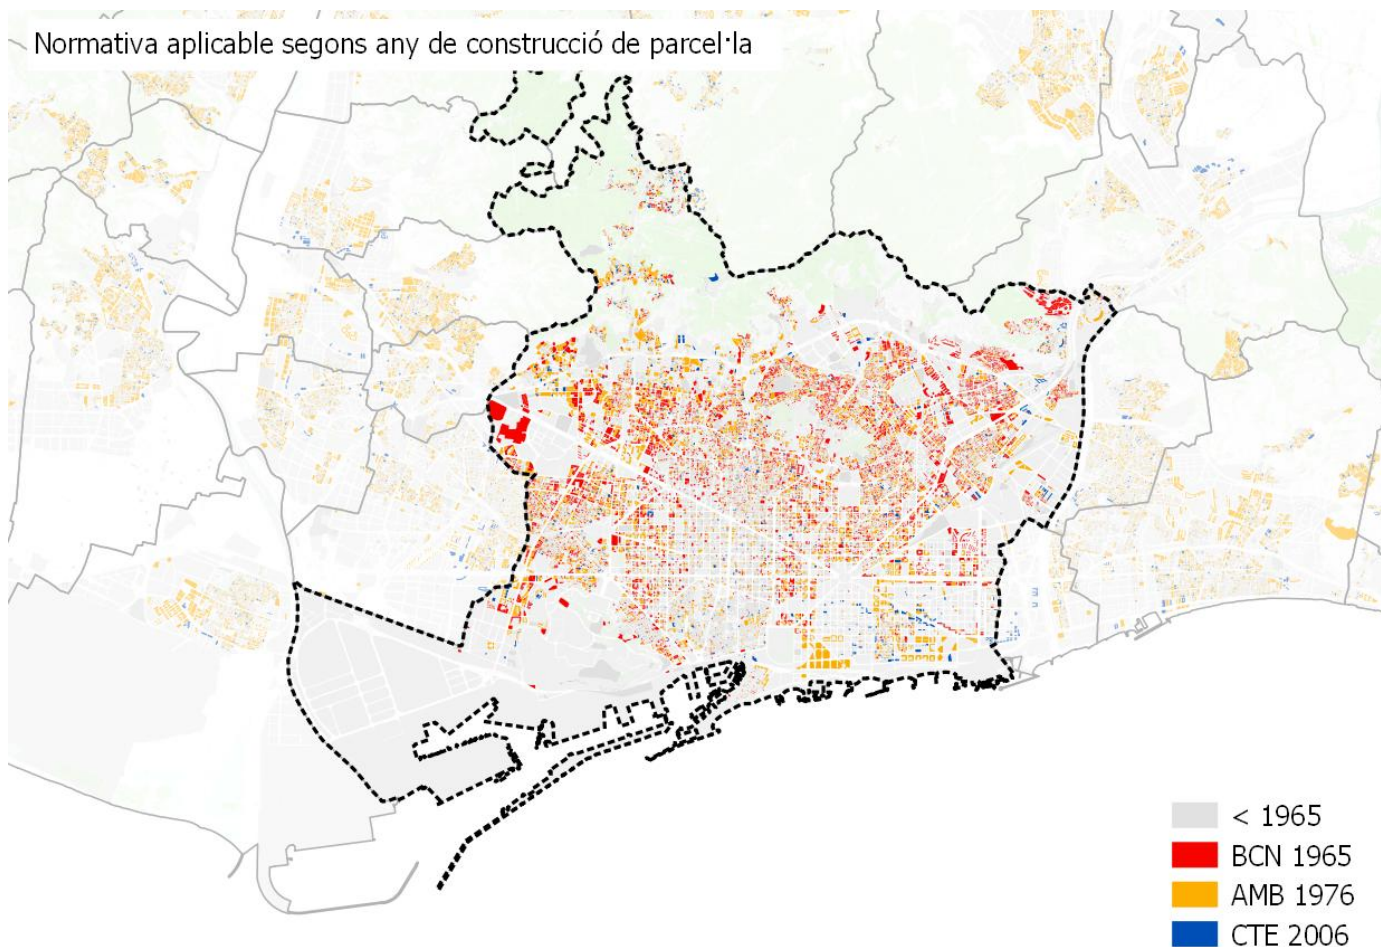 Normativa aplicable segons any de construcció de parcel·la
< 1965
BCN 1965
AMB 1976
CTE 2006